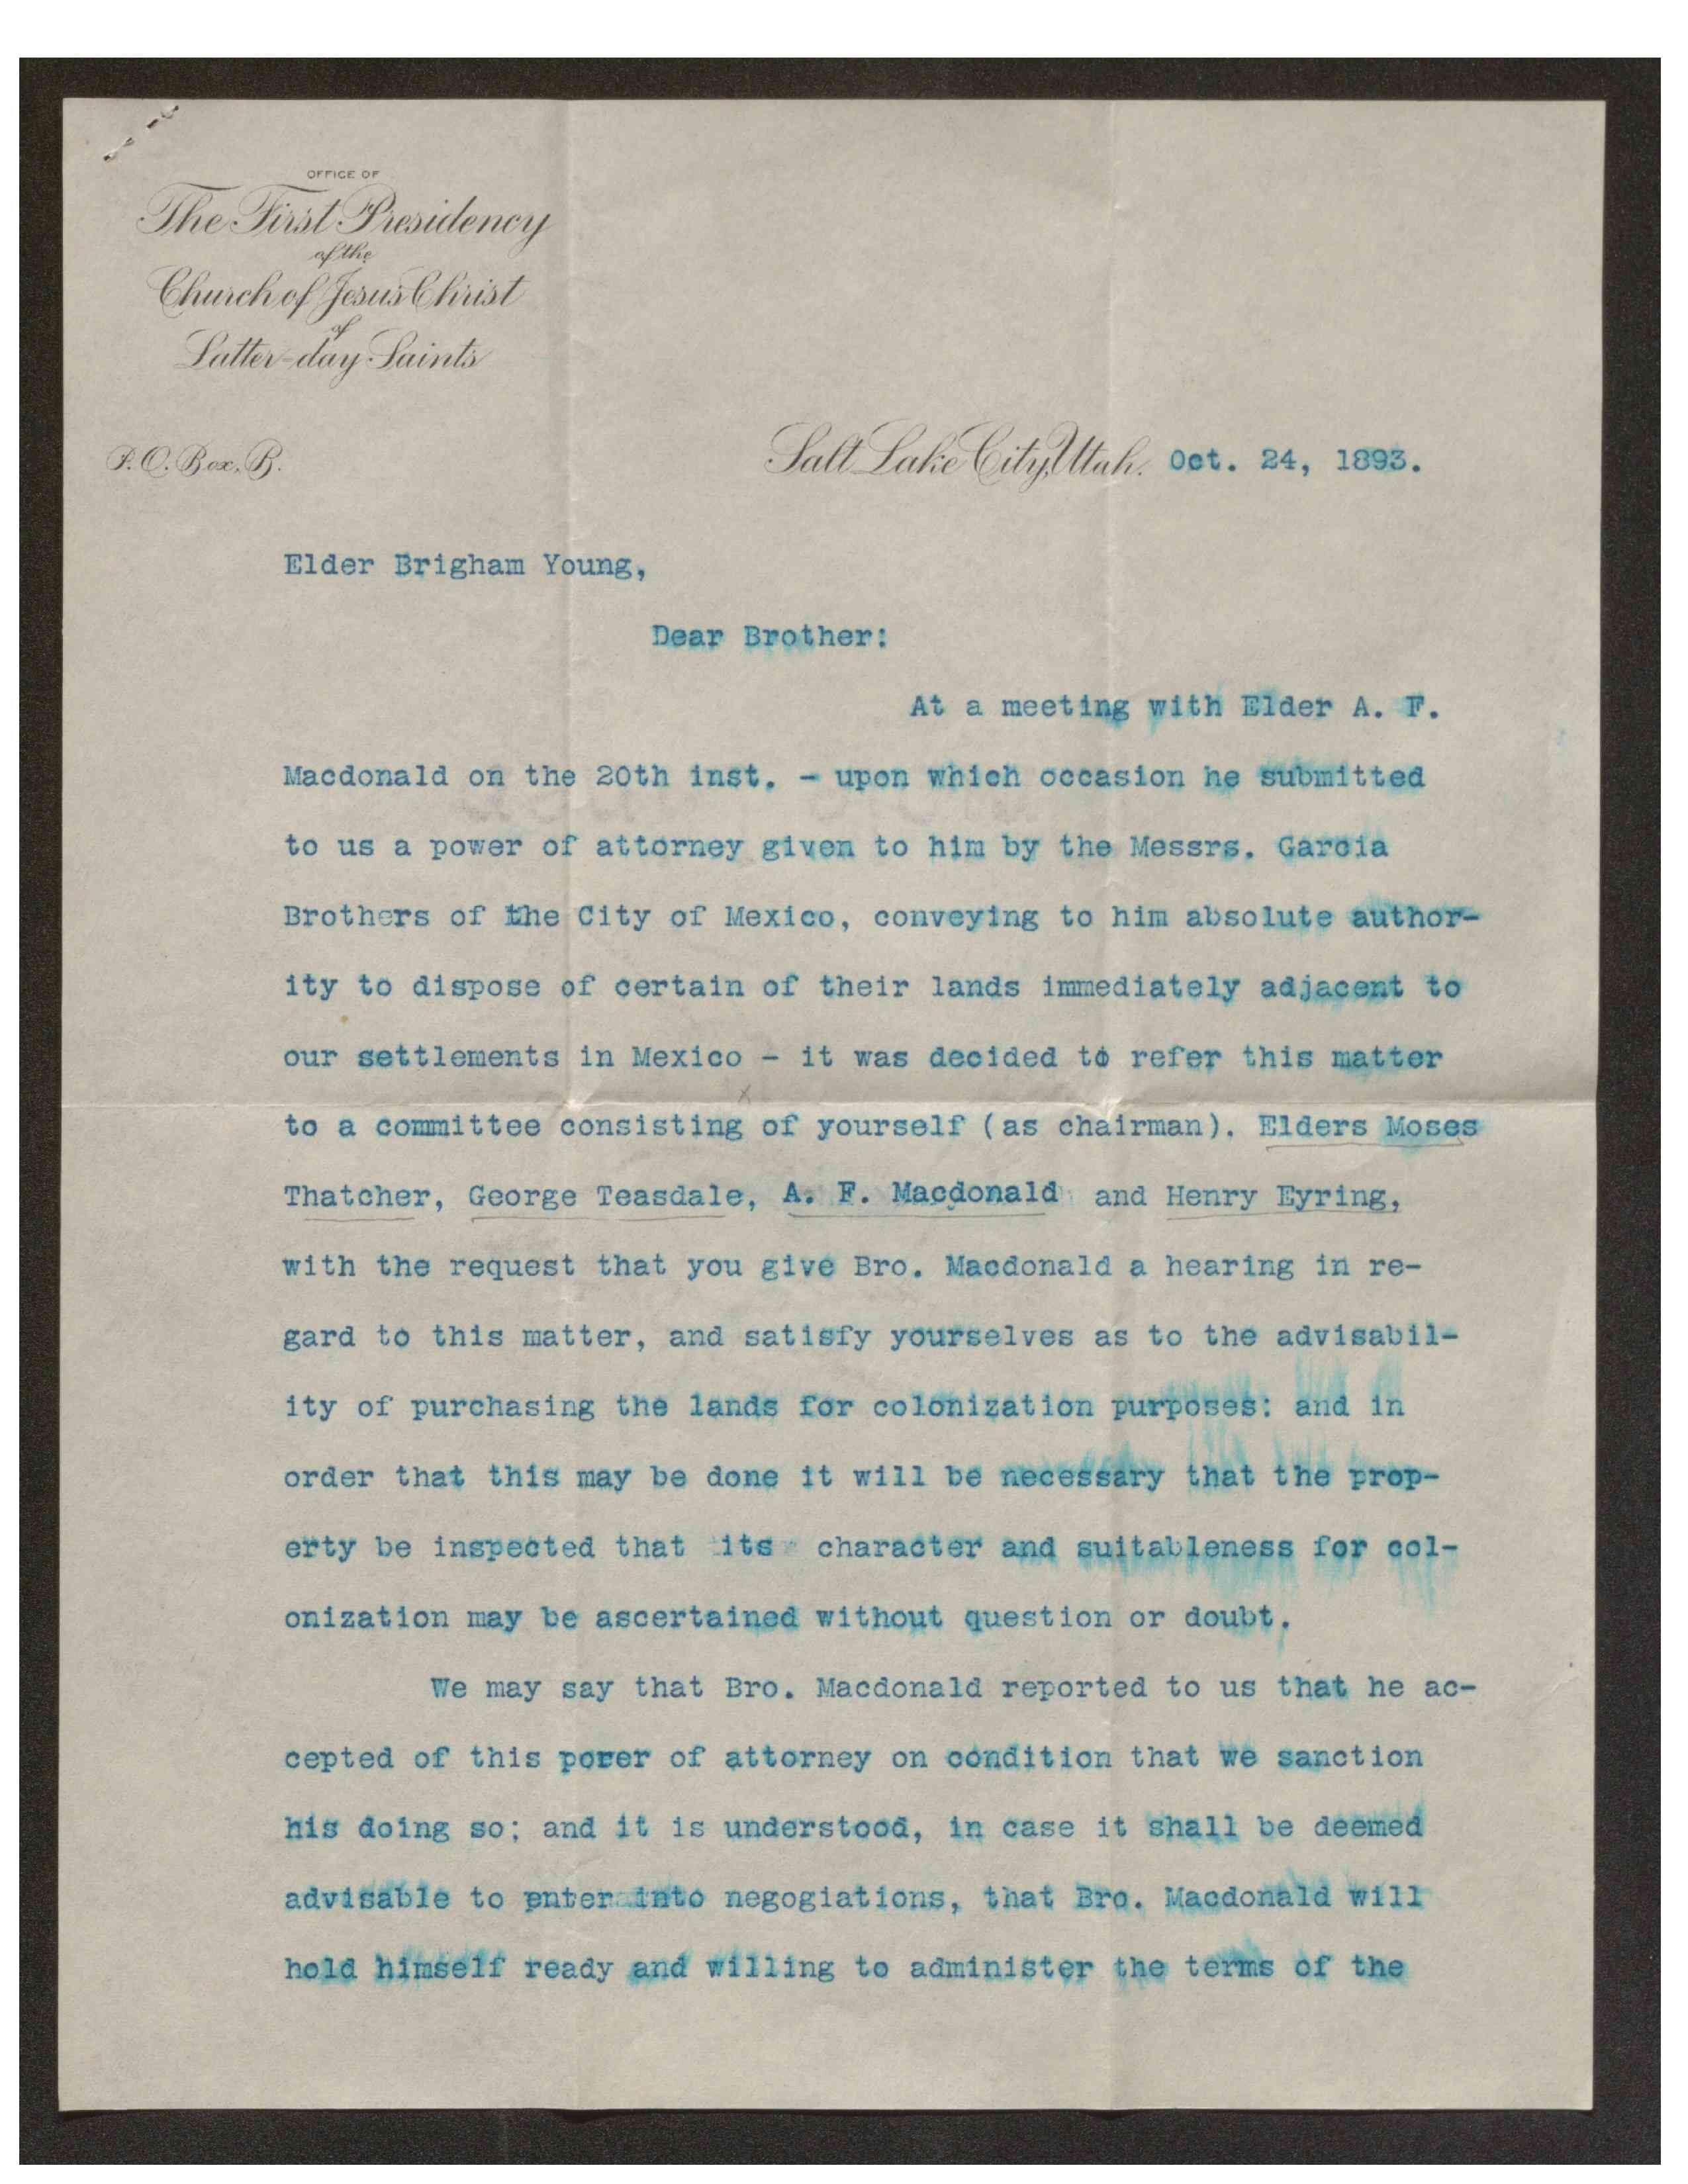 OFFICE OF
The First Presidency
of the
Church of Jesus Christ
of
Latter-day Saints
P.O. Box, B.
Salt Lake City, Utah. Oct. 24, 1893.
Elder Brigham Young,
Dear Brother:
At a meeting with Elder A. F.
Macdonald on the 20th inst. - upon which occasion he submitted
to us a power of attorney given to him by the Messrs. Garcia
Brothers of the City of Mexico, conveying to him absolute author-
ity to dispose of certain of their lands immediately adjacent to
our settlements in Mexico - it was decided to refer this matter
to a committee consisting of yourself (as chairman). Elders Moses
Thatcher, George Teasdale, A. F. Macdonald and Henry Eyring,
with the request that you give Bro. Macdonald a hearing in re-
gard to this matter, and satisfy yourselves as to the advisabil-
ity of purchasing the lands for colonization purposes: and in
order that this may be done it will be necessary that the prop-
erty be inspected that its character and suitableness for col-
onization may be ascertained without question or doubt.
We may say that Bro. Macdonald reported to us that he ac-
cepted of this porer of attorney on condition that we sanction
his doing so; and it is understood, in case it shall be deemed
advisable to enter into negogiations, that Bro. Macdonald will
hold himself ready and willing to administer the terms of the